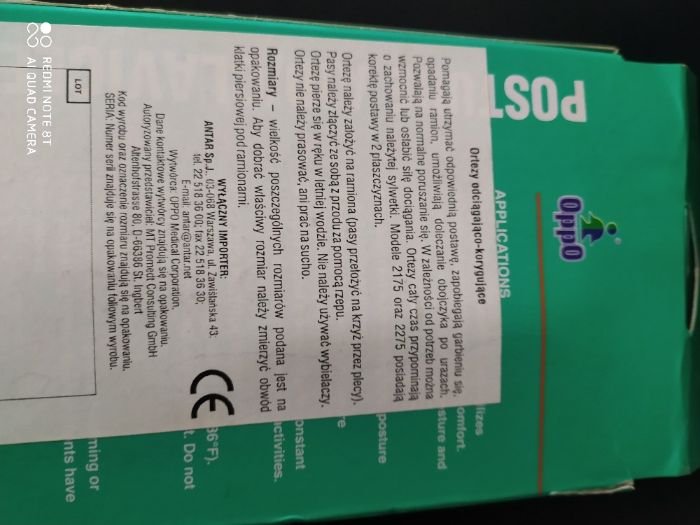 POST
Oppo
APPLICATIONS
Ortezy odciągająco-korygujące
Pomagają utrzymać odpowiednią postawę, zapobiegają garbieniu się,
opadaniu ramion, umożliwiają doleczanie obojczyka po urazach.
Pozwalają na normalne poruszanie się. W zależności od potrzeb można
wzmocnić lub osłabić siłę dociągania. Ortezy cały czas przypominają
o zachowaniu należytej sylwetki. Modele 2175 oraz 2275 posiadają
korektę postawy w 2 płaszczyznach.
Ortezę należy założyć na ramiona (pasy przełożyć na krzyż przez plecy).
Pasy należy złączyć ze sobą z przodu za pomocą rzepu.
Ortezę pierze się w ręku w letniej wodzie. Nie należy używać wybielaczy.
Ortezy nie należy prasować, ani prać na sucho.
Rozmiary – wielkość poszczególnych rozmiarów podana jest na
opakowaniu. Aby dobrać właściwy rozmiar należy zmierzyć obwód
klatki piersiowej pod ramionami.
WYŁĄCZNY IMPORTER:
ANTAR Sp.J., 03-068 Warszawa, ul. Zawiślańska 43.
tel. 22 518 36 00; fax 22 518 36 30;
E-mail: antar@antar.net
Wytwórca: OPPO Medical Corporation,
Dane kontaktowe wytwórcy znajdują się na opakowaniu.
Autoryzowany przedstawiciel: MT Promedt Consulting GmbH
Altenhofstrasse 80, D-66386 St. Ingbert
Kod wyrobu oraz oznaczenie rozmiaru znajdują się na opakowaniu.
SERIA. Numer serii znajduje się na opakowaniu foliowym wyrobu.
CE
LOT
lizes
omfort.
sture and
posture
re
onstant
ctivities.
86°F).
t. Do not
ming or
nts have
REDMI NOTE 8T
AI QUAD CAMERA